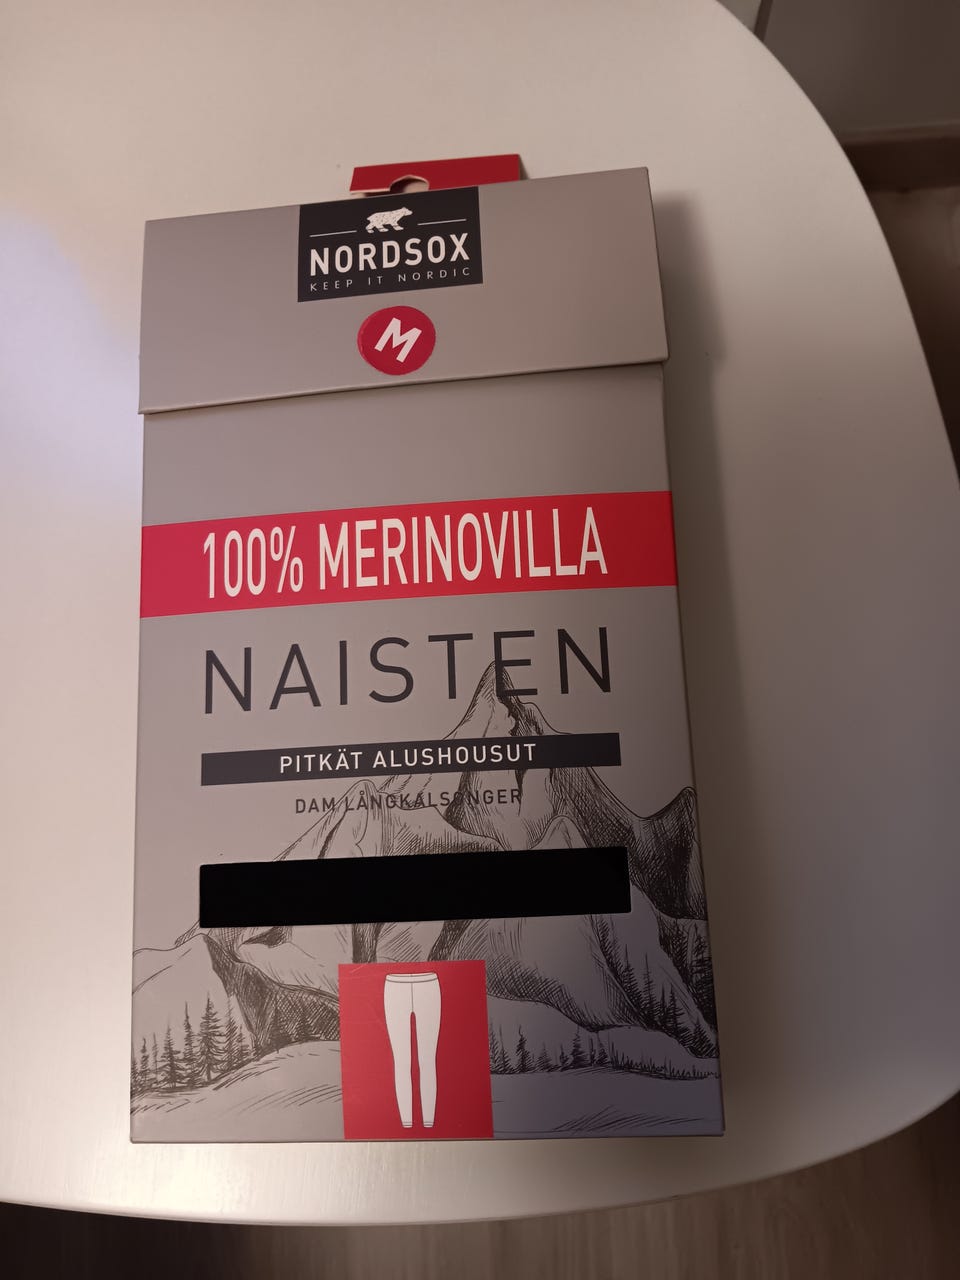 NORDSOX
KEEP IT NORDIC
M
100% MERINOVILLA
NAISTEN
PITKÄT ALUSHOUSUT
DAM LÅNGKALSONGER